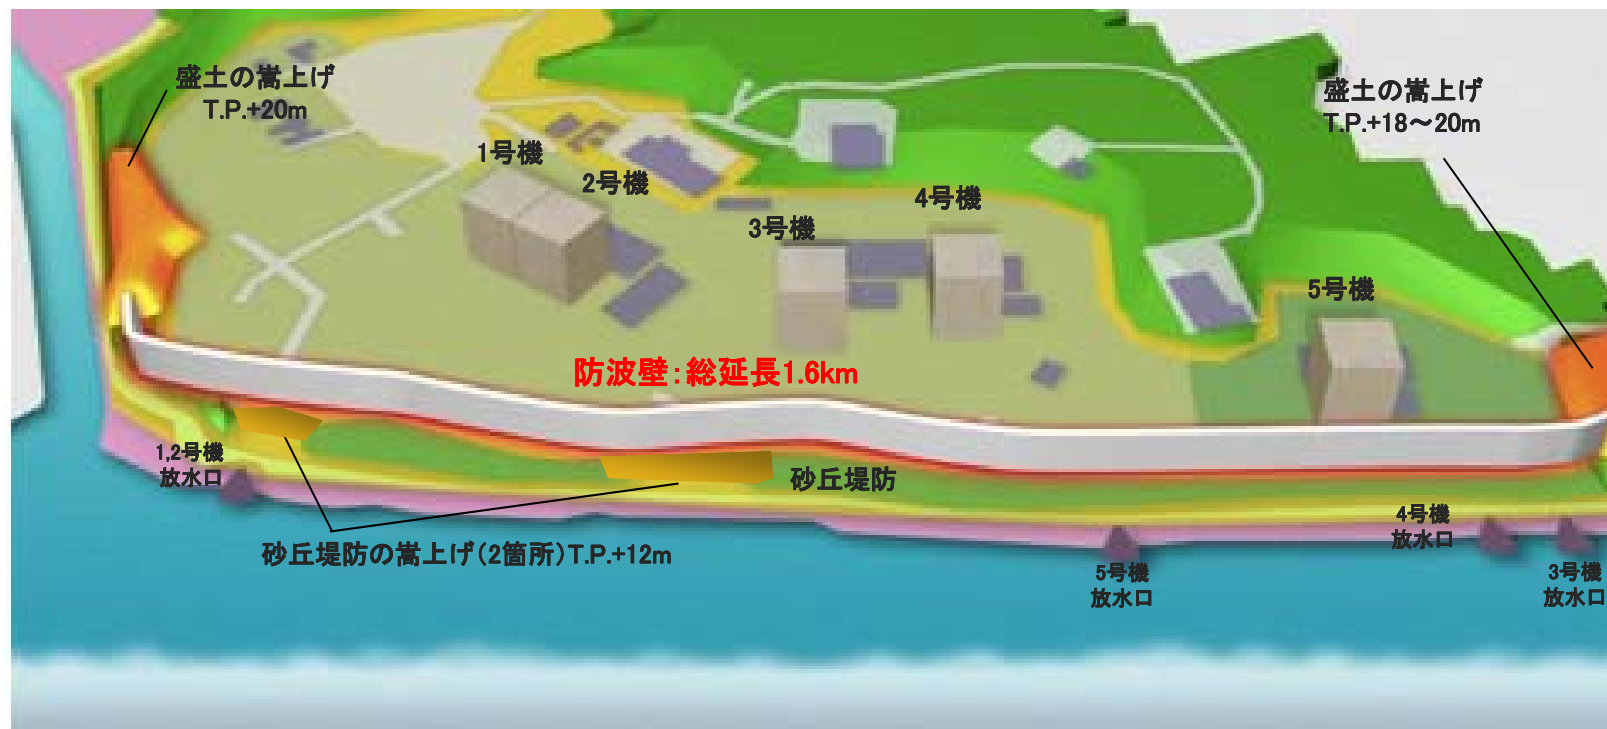 盛土の嵩上げ
T.P.+20m
盛土の嵩上げ
T.P.+18～20m
1号機
2号機
3号機
4号機
5号機
防波壁：総延長1.6km
1,2号機
放水口
砂丘堤防
砂丘堤防の嵩上げ（2箇所）T.P.+12m
5号機
放水口
4号機
放水口
3号機
放水口